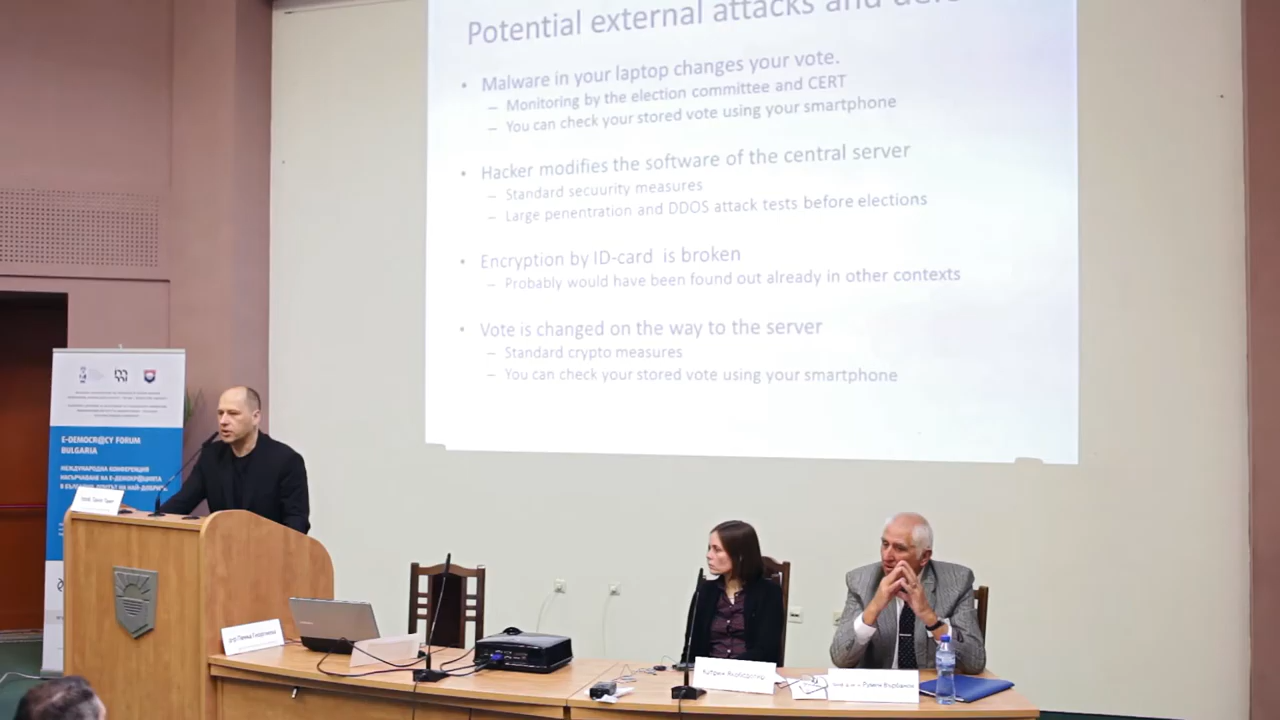 Potential external attacks and
• Malware in your laptop changes your vote.
– Monitoring by the election committee and CERT
– You can check your stored vote using your smartphone
• Hacker modifies the software of the central server
– Standard secuurity measures
– Large penentration and DDOS attack tests before elections
• Encryption by ID-card is broken
– Probably would have been found out already in other contexts
• Vote is changed on the way to the server
– Standard crypto measures
– You can check your stored vote using your smartphone
E-DEMOCR@CY FORUM
BULGARIA
МЕЖДУНАРОДНА КОНФЕРЕНЦИЯ
НАСЪРЧАВАНЕ НА Е-ДЕМОКР@ЦИЯТА